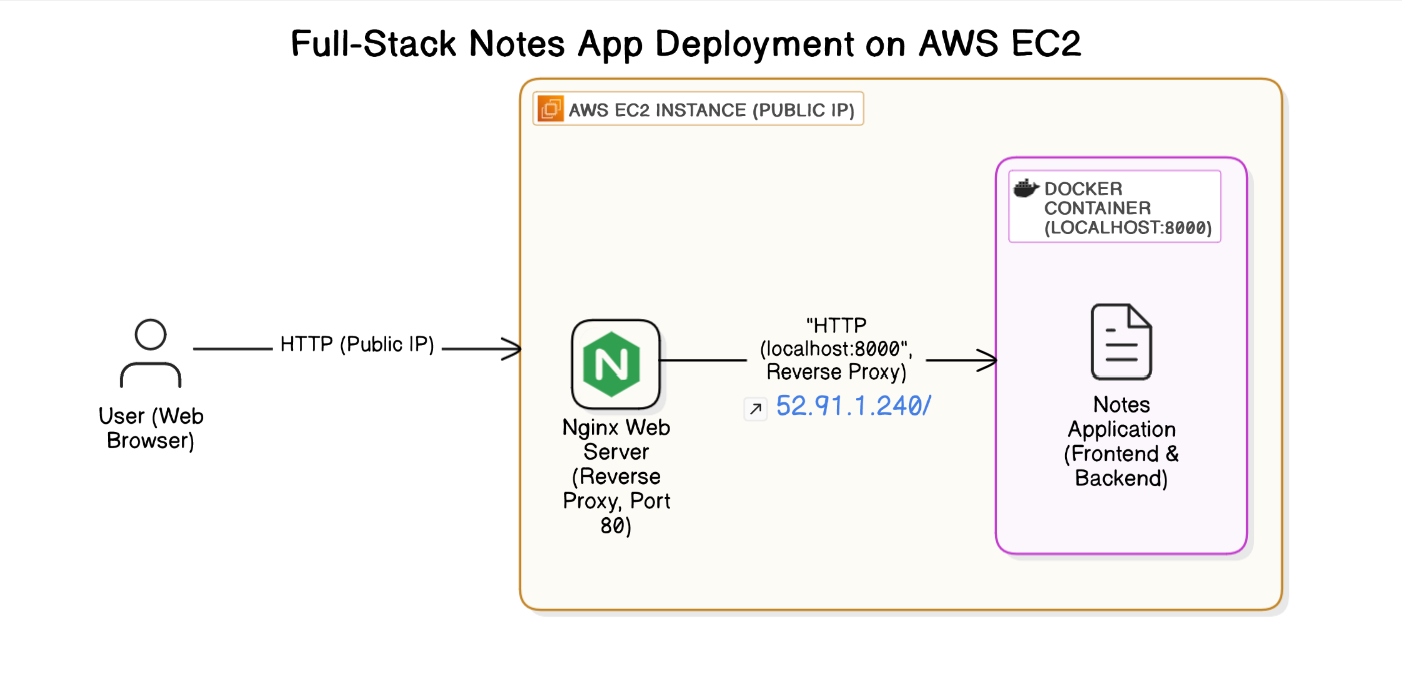 Full-Stack Notes App Deployment on AWS EC2
AWS EC2 INSTANCE (PUBLIC IP)
DOCKER
CONTAINER
(LOCALHOST:8000)
HTTP (Public IP)
User (Web
Browser)
N
Nginx Web
Server
(Reverse
Proxy, Port
80)
"HTTP
(localhost:8000",
Reverse Proxy)
52.91.1.240/
Notes
Application
(Frontend &
Backend)